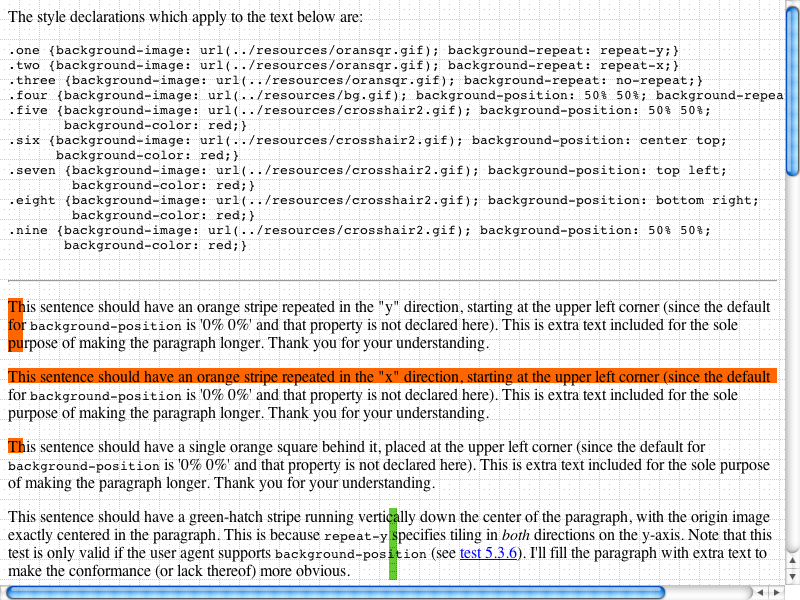 The style declarations which apply to the text below are:
.one {background-image: url(../resources/oransqr.gif); background-repeat: repeat-y;}
.two {background-image: url(../resources/oransqr.gif); background-repeat: repeat-x;}
.three {background-image: url(../resources/oransqr.gif); background-repeat: no-repeat;}
.four {background-image: url(../resources/bg.gif); background-position: 50% 50%; background-repea
.five {background-image: url(../resources/crosshair2.gif); background-position: 50% 50%;
background-color: red;}
.six {background-image: url(../resources/crosshair2.gif); background-position: center top;
background-color: red;}
.seven {background-image: url(../resources/crosshair2.gif); background-position: top left;
background-color: red;}
.eight {background-image: url(../resources/crosshair2.gif); background-position: bottom right;
background-color: red;}
.nine {background-image: url(../resources/crosshair2.gif); background-position: 50% 50%;
background-color: red;}
This sentence should have an orange stripe repeated in the "y" direction, starting at the upper left corner (since the default
for background-position is '0% 0%' and that property is not declared here). This is extra text included for the sole
purpose of making the paragraph longer. Thank you for your understanding.
This sentence should have an orange stripe repeated in the "x" direction, starting at the upper left corner (since the default
for background-position is '0% 0%' and that property is not declared here). This is extra text included for the sole
purpose of making the paragraph longer. Thank you for your understanding.
This sentence should have a single orange square behind it, placed at the upper left corner (since the default for
background-position is '0% 0%' and that property is not declared here). This is extra text included for the sole purpose
of making the paragraph longer. Thank you for your understanding.
This sentence should have a green-hatch stripe running vertically down the center of the paragraph, with the origin image
exactly centered in the paragraph. This is because repeat-y specifies tiling in both directions on the y-axis. Note that this
test is only valid if the user agent supports background-position (see test 5.3.6). I'll fill the paragraph with extra text to
make the conformance (or lack thereof) more obvious.